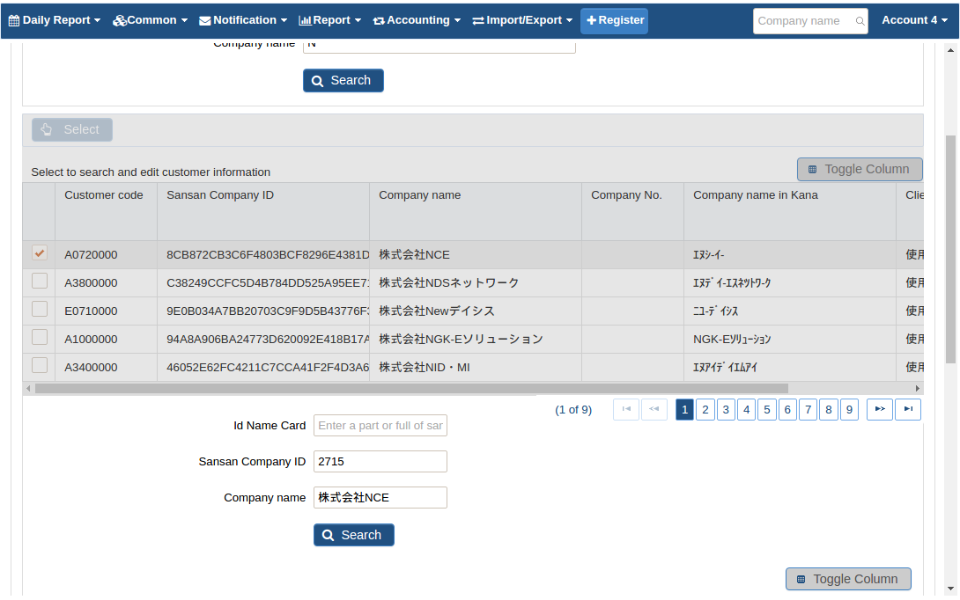 Daily Report Common Notification Report Accounting Import/Export Register Company name Account 4
Company name N
Search
Select
Select to search and edit customer information
Toggle Column
Customer code Sansan Company ID Company name Company No. Company name in Kana Clie
A0720000 8CB872CB3C6F4803BCF8296E4381D 株式会社NCE ｴﾇｼｰｲｰ 使用
A3800000 C38249CCFC5D4B784DD525A95EE71 株式会社NDSネットワーク ｴﾇﾃﾞｲｰｴｽﾈｯﾄﾜｰｸ 使用
E0710000 9E0B034A7BB20703C9F9D5B43776F 株式会社Newデイシス ﾆﾕｰﾃﾞｲｼｽ 使用
A1000000 94A8A906BA24773D620092E418B17A 株式会社NGK-Eソリューション NGK-Eｿﾘｭｰｼｮﾝ 使用
A3400000 46052E62FC4211C7CCA41F2F4D3A6 株式会社NID・MI ｴﾇｱｲﾃﾞｲｴﾑｱｲ 使用
(1 of 9) 1 2 3 4 5 6 7 8 9
Id Name Card Enter a part or full of sar
Sansan Company ID 2715
Company name 株式会社NCE
Search
Toggle Column